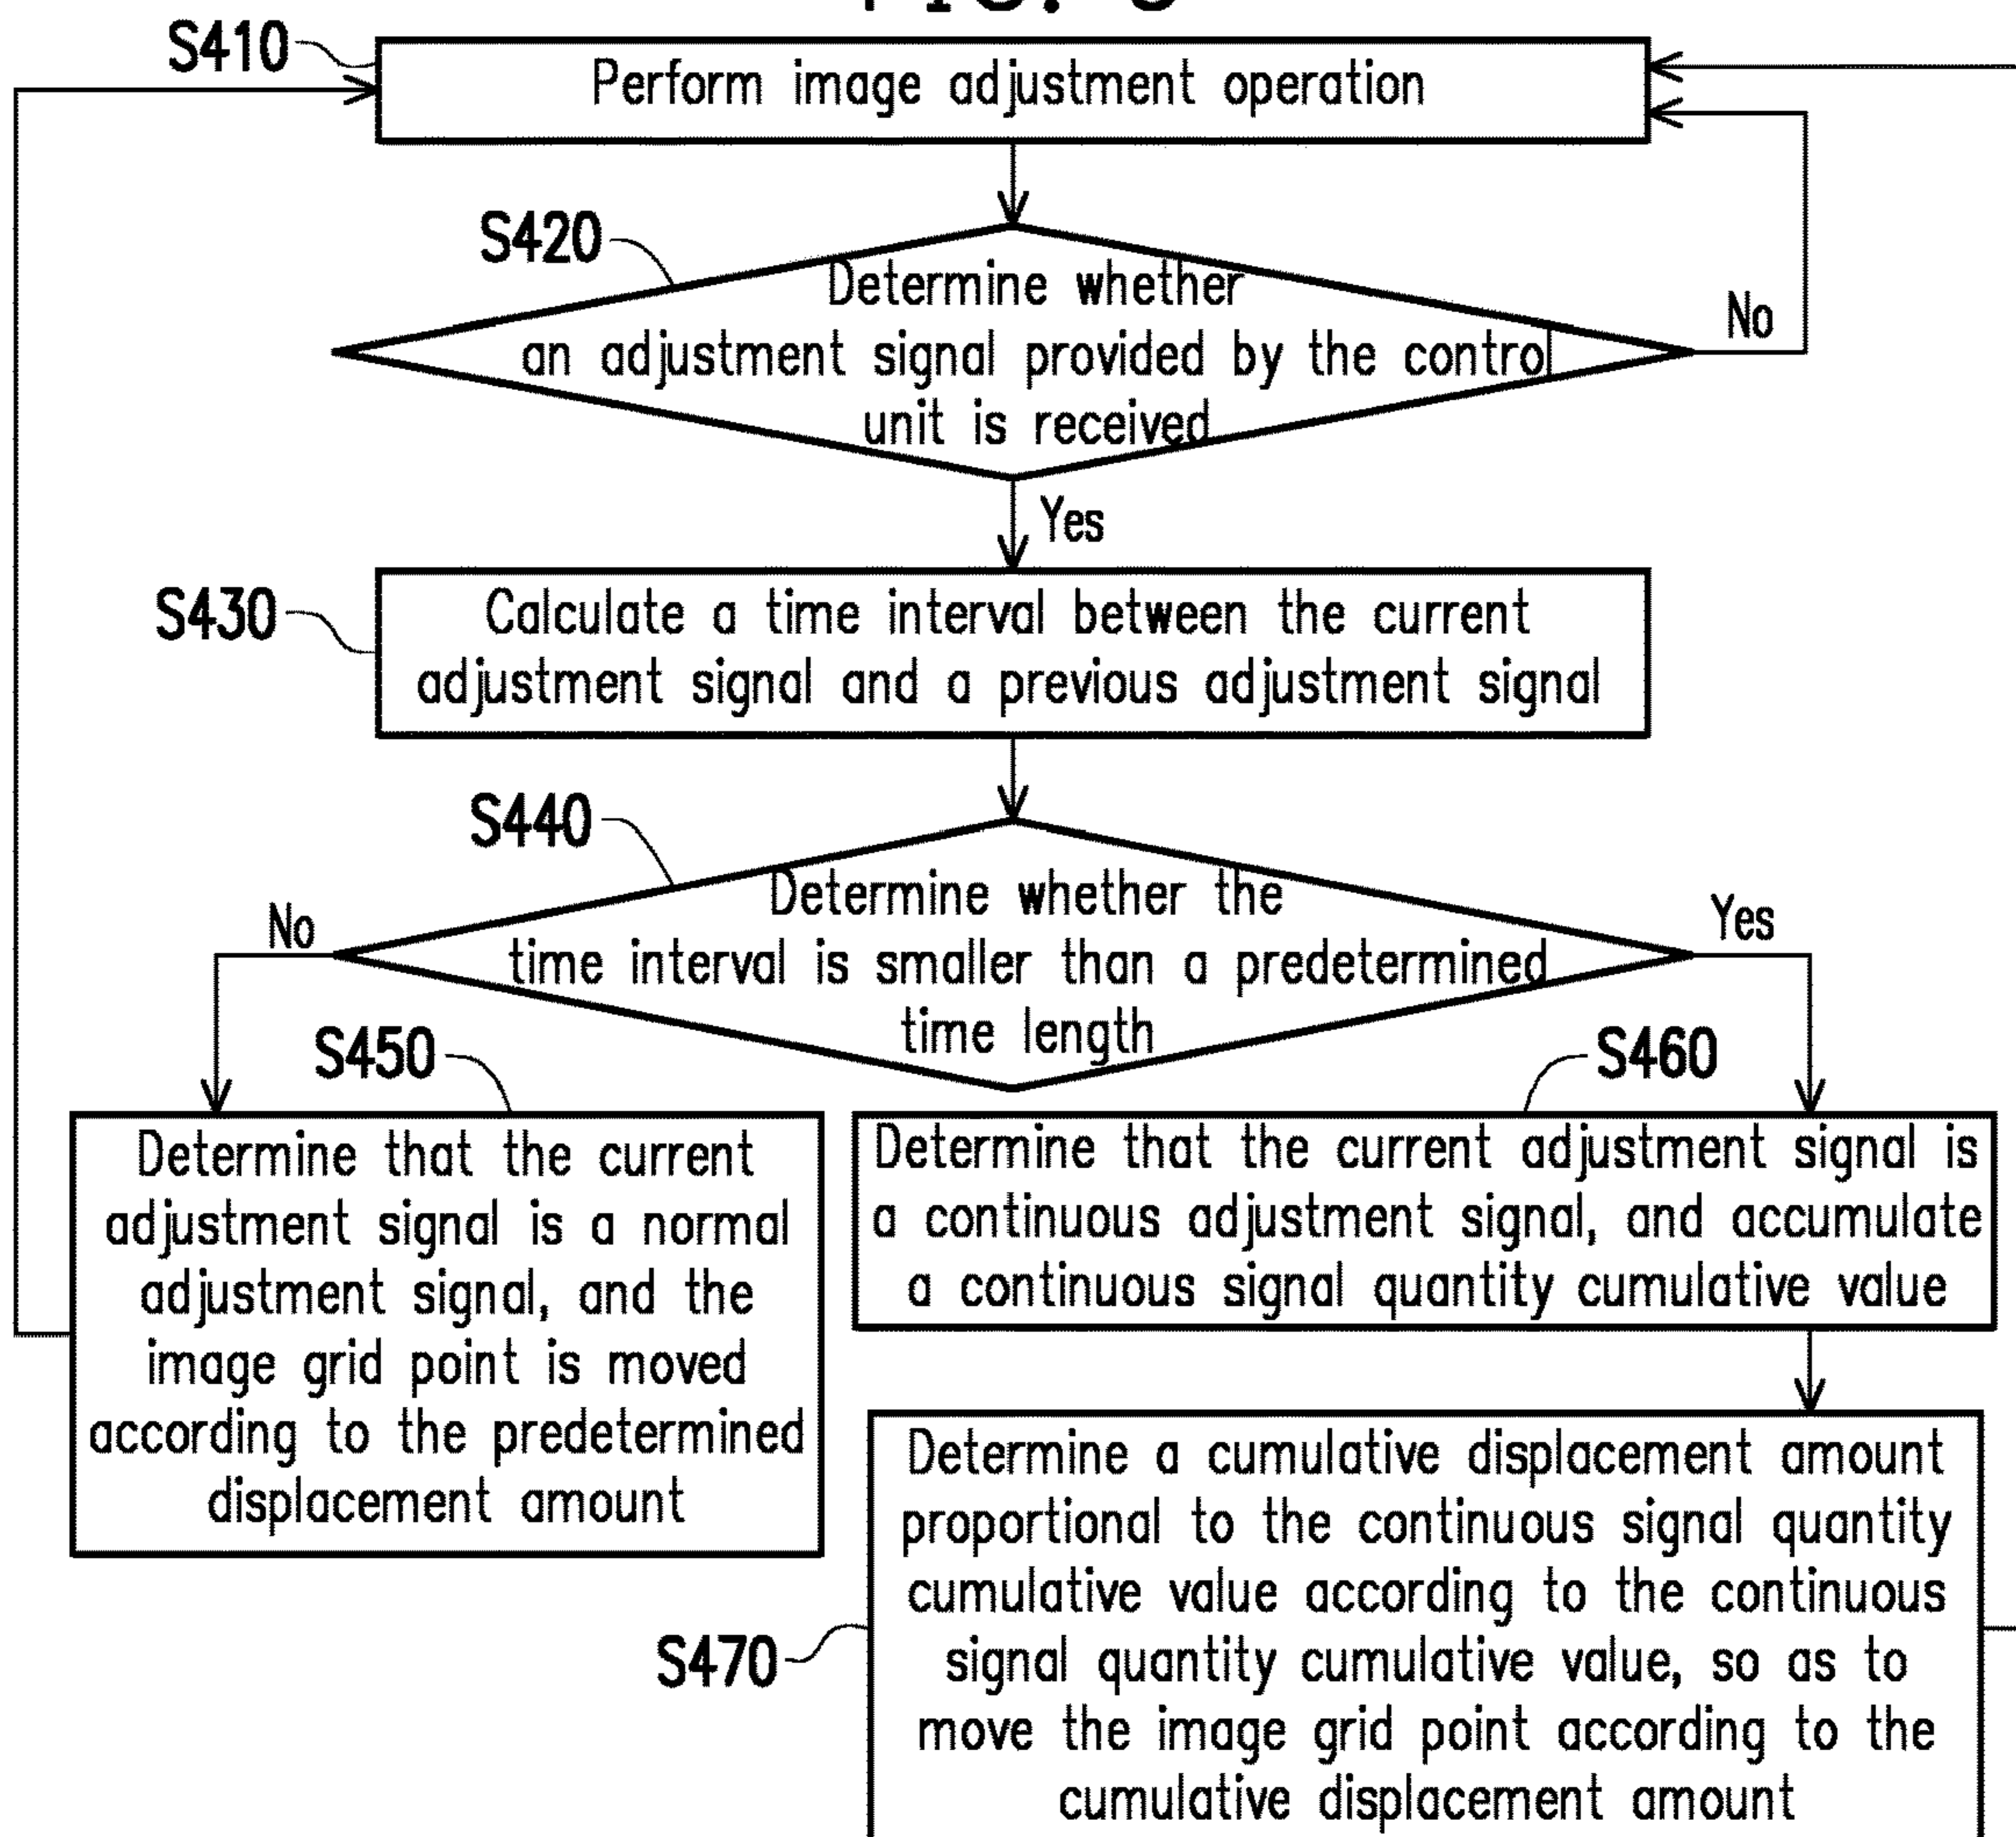 S410
Perform image adjustment operation
S420
Determine whether
an adjustment signal provided by the control
unit is received
No
Yes
S430
Calculate a time interval between the current
adjustment signal and a previous adjustment signal
S440
Determine whether the
time interval is smaller than a predetermined
time length
No
Yes
S450
Determine that the current
adjustment signal is a normal
adjustment signal, and the
image grid point is moved
according to the predetermined
displacement amount
S460
Determine that the current adjustment signal is
a continuous adjustment signal, and accumulate
a continuous signal quantity cumulative value
S470
Determine a cumulative displacement amount
proportional to the continuous signal quantity
cumulative value according to the continuous
signal quantity cumulative value, so as to
move the image grid point according to the
cumulative displacement amount